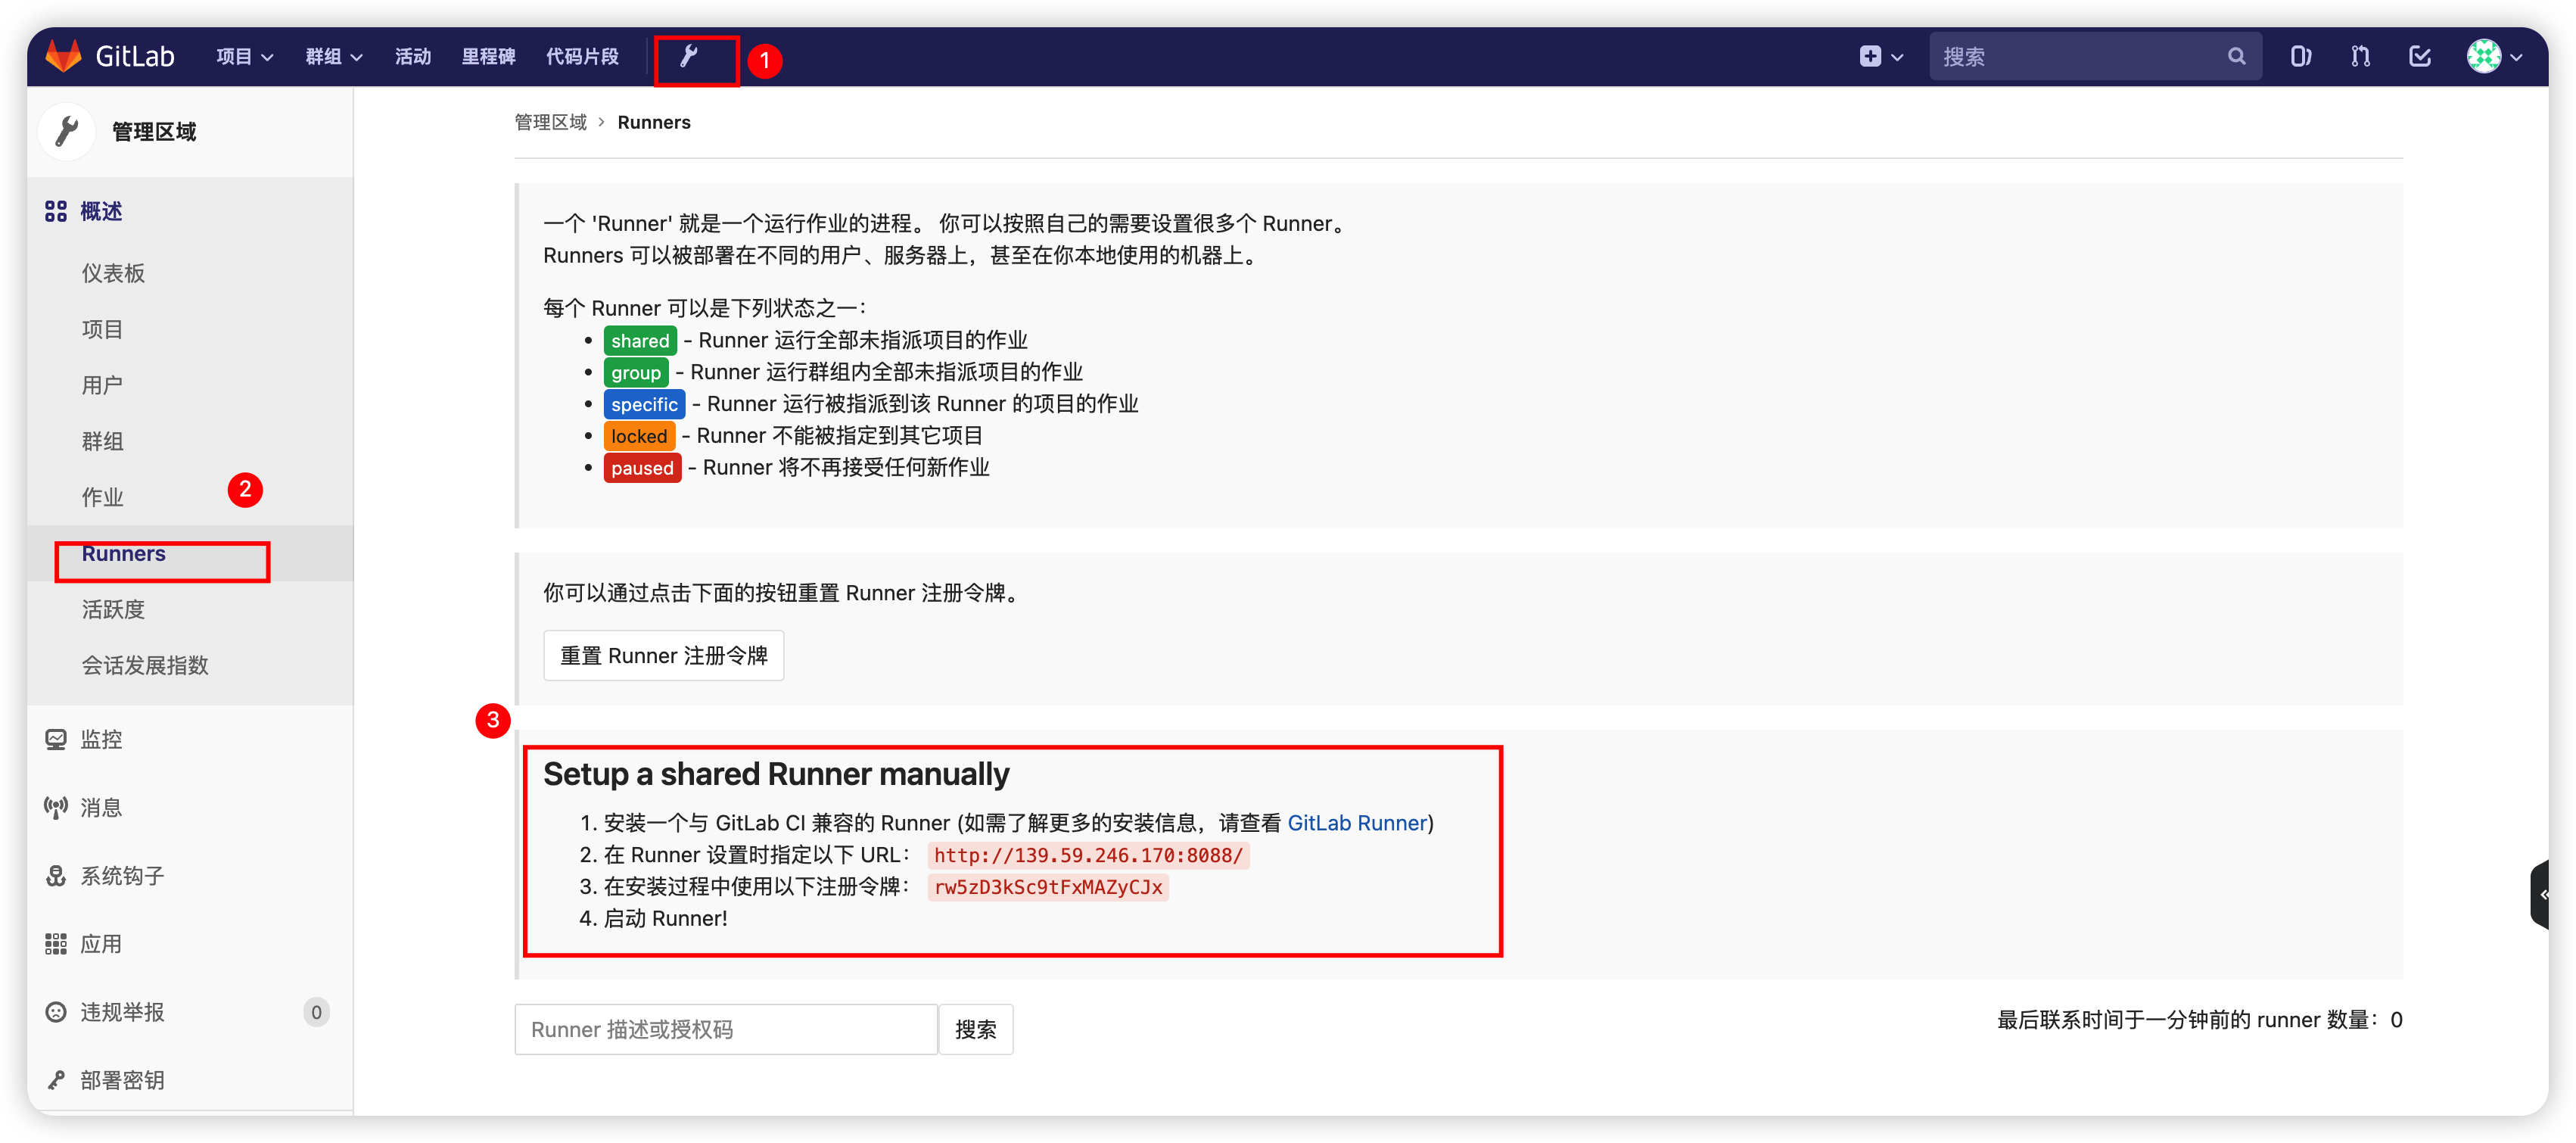 GitLab 项目 群组 活动 里程碑 代码片段 1 搜索
管理区域
概述
仪表板
项目
用户
群组
作业
2
Runners
活跃度
会话发展指数
监控
消息
系统钩子
应用
违规举报 0
部署密钥
管理区域 › Runners
一个 'Runner' 就是一个运行作业的进程。 你可以按照自己的需要设置很多个 Runner。
Runners 可以被部署在不同的用户、服务器上，甚至在你本地使用的机器上。
每个 Runner 可以是下列状态之一：
• shared - Runner 运行全部未指派项目的作业
• group - Runner 运行群组内全部未指派项目的作业
• specific - Runner 运行被指派到该 Runner 的项目的作业
• locked - Runner 不能被指定到其它项目
• paused - Runner 将不再接受任何新作业
你可以通过点击下面的按钮重置 Runner 注册令牌。
重置 Runner 注册令牌
3
Setup a shared Runner manually
1. 安装一个与 GitLab CI 兼容的 Runner (如需了解更多的安装信息，请查看 GitLab Runner)
2. 在 Runner 设置时指定以下 URL： http://139.59.246.170:8088/
3. 在安装过程中使用以下注册令牌： rw5zD3kSc9tFxMAZyCJx
4. 启动 Runner!
Runner 描述或授权码 搜索
最后联系时间于一分钟前的 runner 数量：0